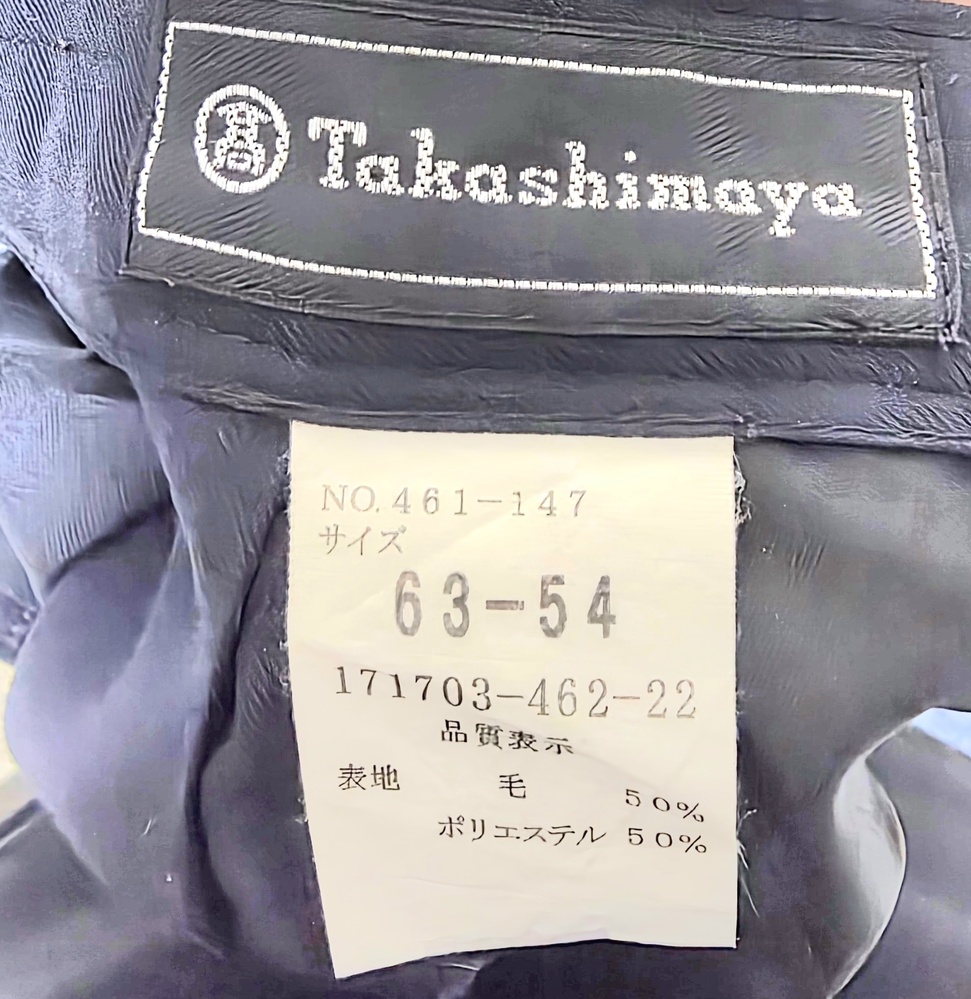 髙 Takashimaya
NO.461-147
サイズ
63-54
171703-462-22
品質表示
表地 毛 50%
ポリエステル 50%